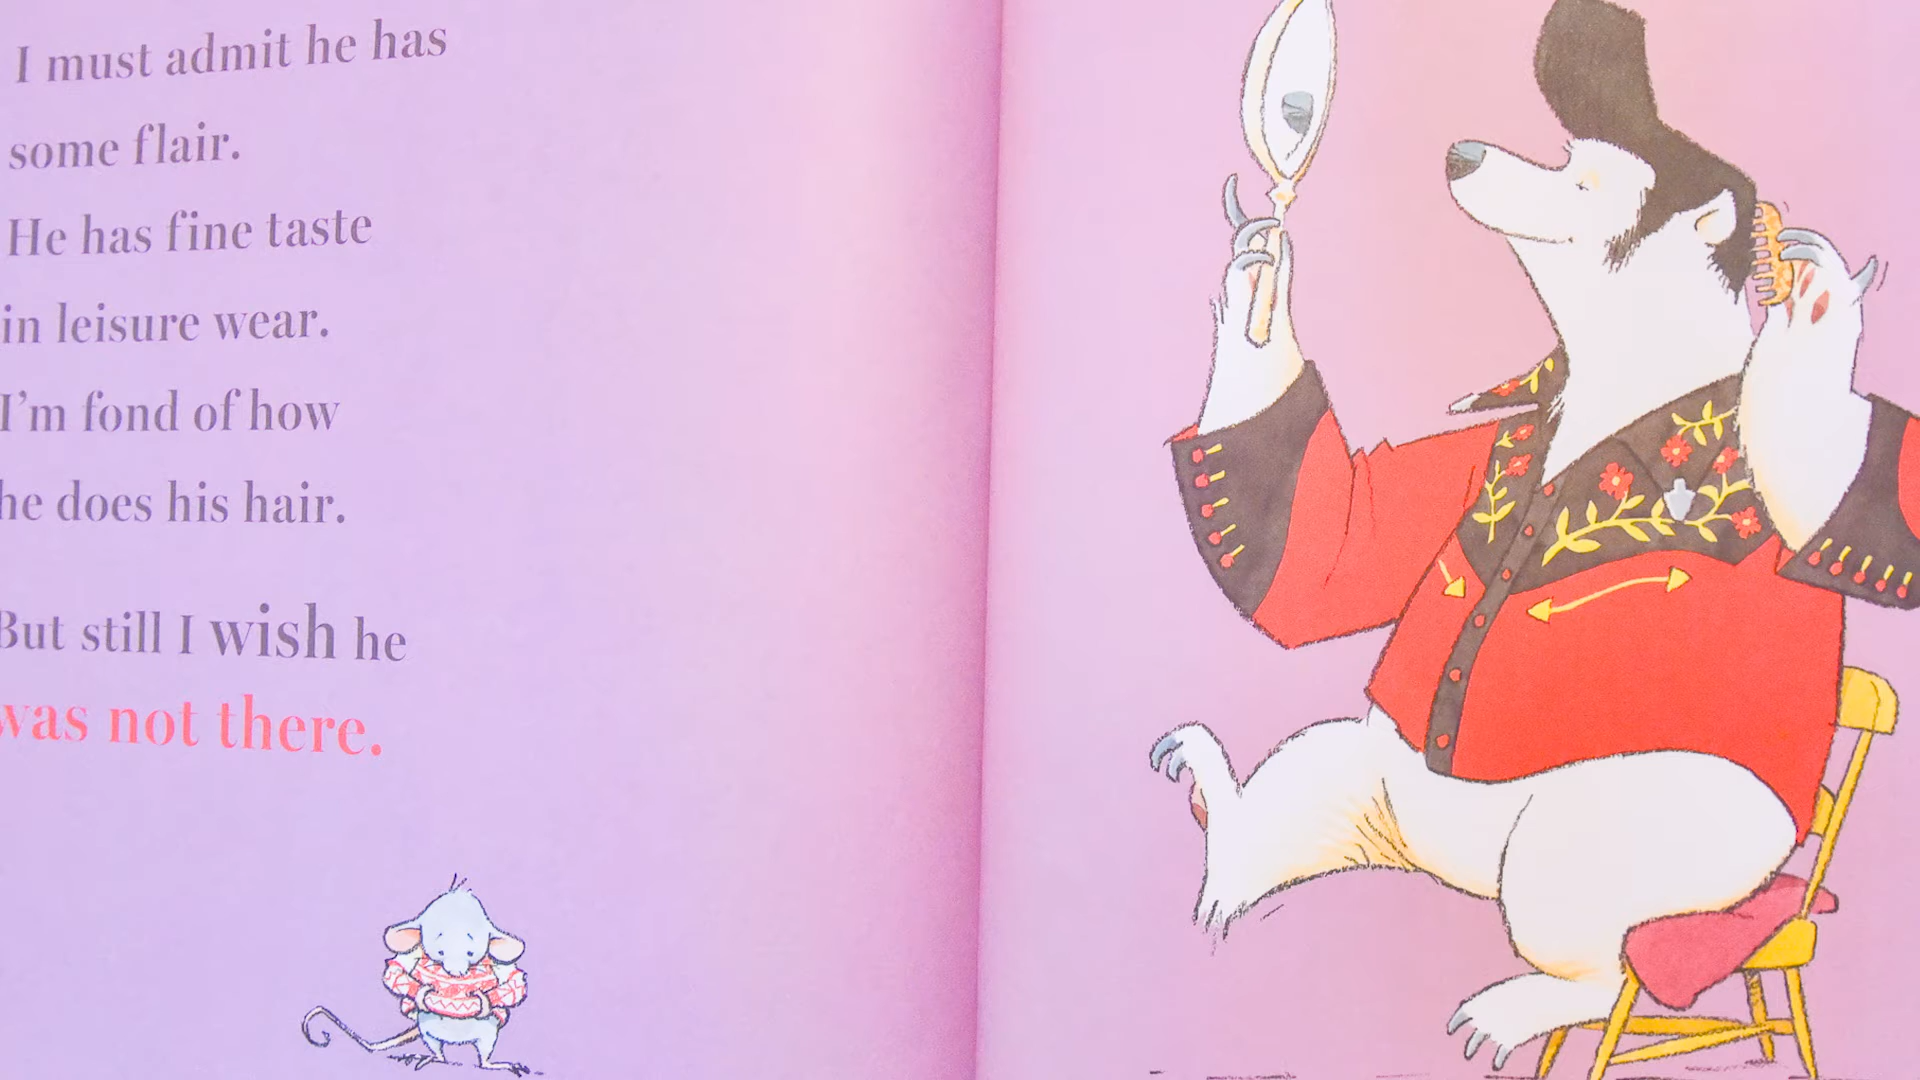 I must admit he has
some flair.
He has fine taste
in leisure wear.
I'm fond of how
he does his hair.
But still I wish he
was not there.